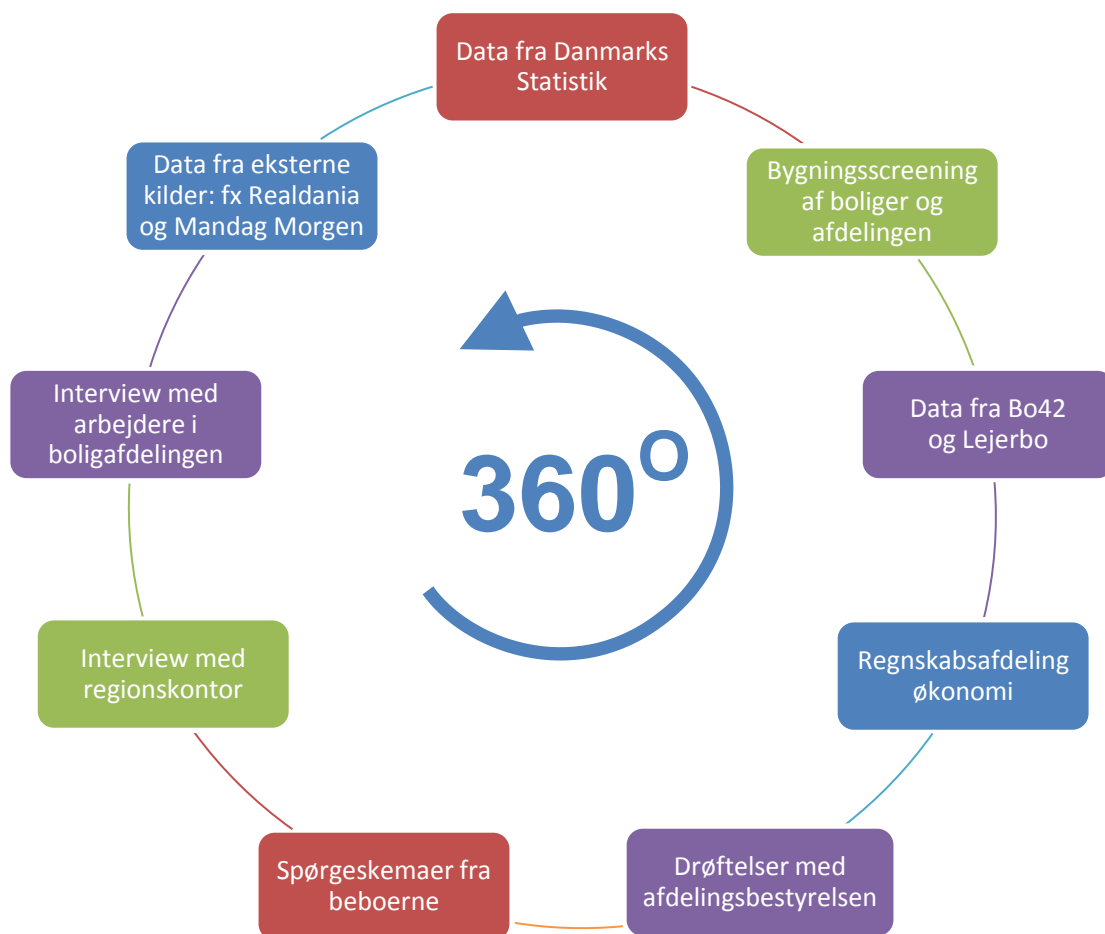 Data fra Danmarks
Statistik
Bygningsscreening
af boliger og
afdelingen
Data fra Bo42
og Lejerbo
Regnskabsafdeling
økonomi
Drøftelser med
afdelingsbestyrelsen
Spørgeskemaer fra
beboerne
Interview med
regionskontor
Interview med
arbejdere i
boligafdelingen
Data fra eksterne
kilder: fx Realdania
og Mandag Morgen
360O